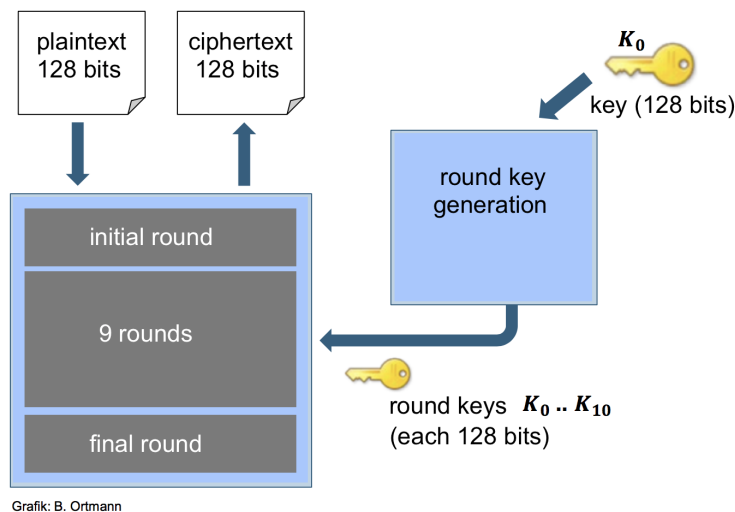 plaintext
128 bits
ciphertext
128 bits
K0
key (128 bits)
round key
generation
initial round
9 rounds
final round
round keys K0 .. K10
(each 128 bits)
Grafik: B. Ortmann